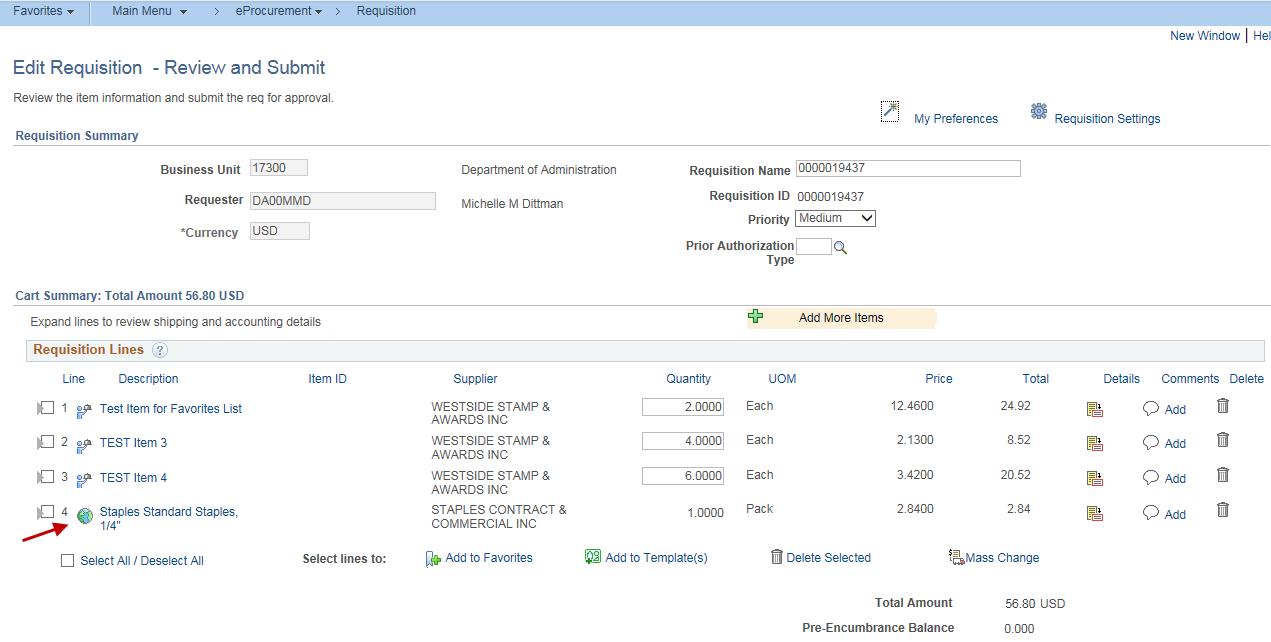 Favorites Main Menu > eProcurement > Requisition
New Window Hel
Edit Requisition - Review and Submit
Review the item information and submit the req for approval.
My Preferences Requisition Settings
Requisition Summary
Business Unit 17300 Department of Administration Requisition Name 0000019437
Requester DA00MMD Michelle M Dittman Requisition ID 0000019437
*Currency USD Priority Medium
Prior Authorization
Type
Cart Summary: Total Amount 56.80 USD
Expand lines to review shipping and accounting details Add More Items
Requisition Lines ?
Line Description Item ID Supplier Quantity UOM Price Total Details Comments Delete
1 Test Item for Favorites List WESTSIDE STAMP & 2.0000 Each 12.4600 24.92 Add
AWARDS INC
2 TEST Item 3 WESTSIDE STAMP & 4.0000 Each 2.1300 8.52 Add
AWARDS INC
3 TEST Item 4 WESTSIDE STAMP & 6.0000 Each 3.4200 20.52 Add
AWARDS INC
4 Staples Standard Staples, STAPLES CONTRACT & 1.0000 Pack 2.8400 2.84 Add
1/4" COMMERCIAL INC
Select All / Deselect All Select lines to: Add to Favorites Add to Template(s) Delete Selected Mass Change
Total Amount 56.80 USD
Pre-Encumbrance Balance 0.000